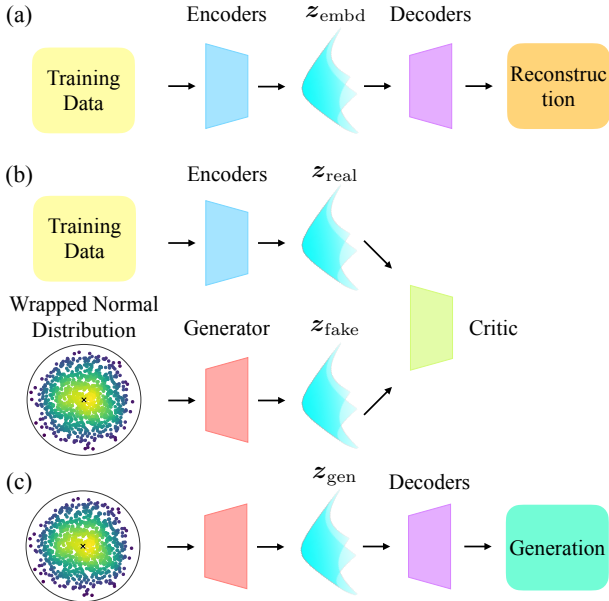 (a)
Encoders
z_embd
Decoders
Training
Data
Reconstruc
tion
(b)
Encoders
z_real
Training
Data
Wrapped Normal
Distribution
Generator
z_fake
Critic
(c)
z_gen
Decoders
Generation